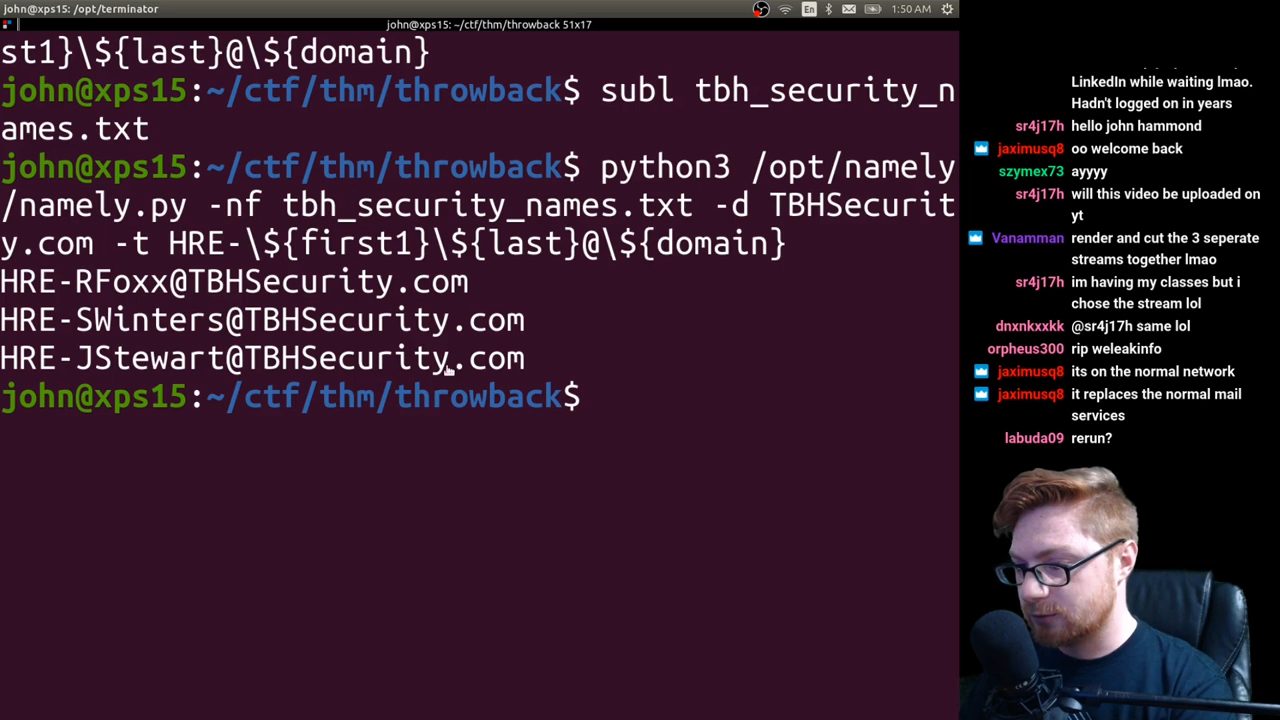 john@xps15: /opt/terminator
En
1:50 AM
john@xps15: ~/ctf/thm/throwback 51x17
st1}\${last}@\${domain}
john@xps15:~/ctf/thm/throwback$ subl tbh_security_n
ames.txt
john@xps15:~/ctf/thm/throwback$ python3 /opt/namely
/namely.py -nf tbh_security_names.txt -d TBHSecurit
y.com -t HRE-\${first1}\${last}@\${domain}
HRE-RFoxx@TBHSecurity.com
HRE-SWinters@TBHSecurity.com
HRE-JStewart@TBHSecurity.com
john@xps15:~/ctf/thm/throwback$
LinkedIn while waiting lmao.
Hadn't logged on in years
sr4j17h hello john hammond
jaximusq8 oo welcome back
szymex73 ayyyy
sr4j17h will this video be uploaded on
yt
Vanamman render and cut the 3 seperate
streams together lmao
sr4j17h im having my classes but i
chose the stream lol
dnxnkxxkk @sr4j17h same lol
orpheus300 rip weleakinfo
jaximusq8 its on the normal network
jaximusq8 it replaces the normal mail
services
labuda09 rerun?